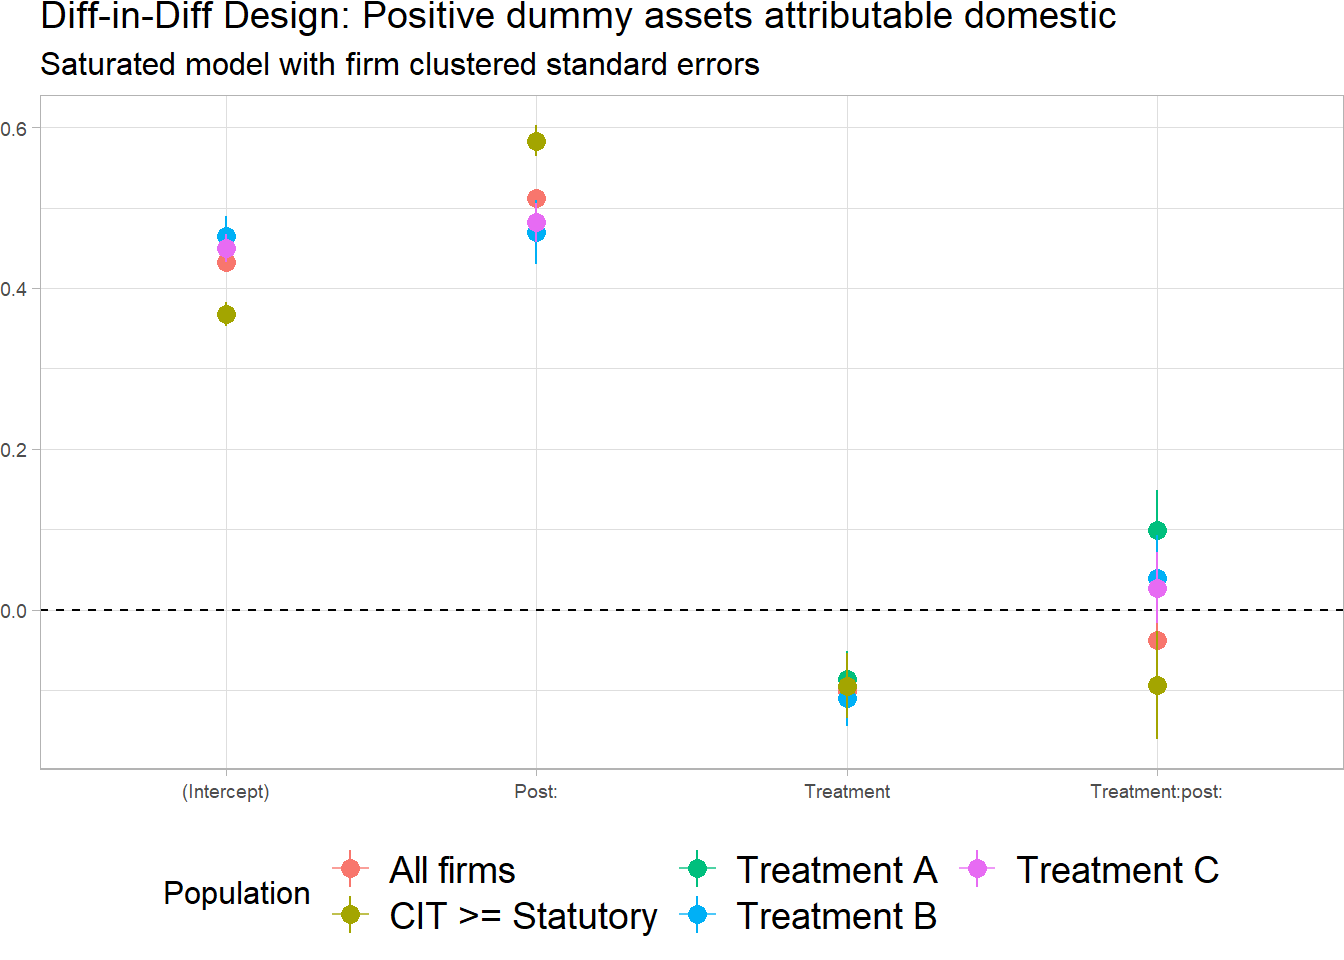 Diff-in-Diff Design: Positive dummy assets attributable domestic
Saturated model with firm clustered standard errors
0.6
0.4
0.2
0.0
(Intercept) Post: Treatment Treatment:post:
Population
All firms Treatment A Treatment C
CIT >= Statutory Treatment B